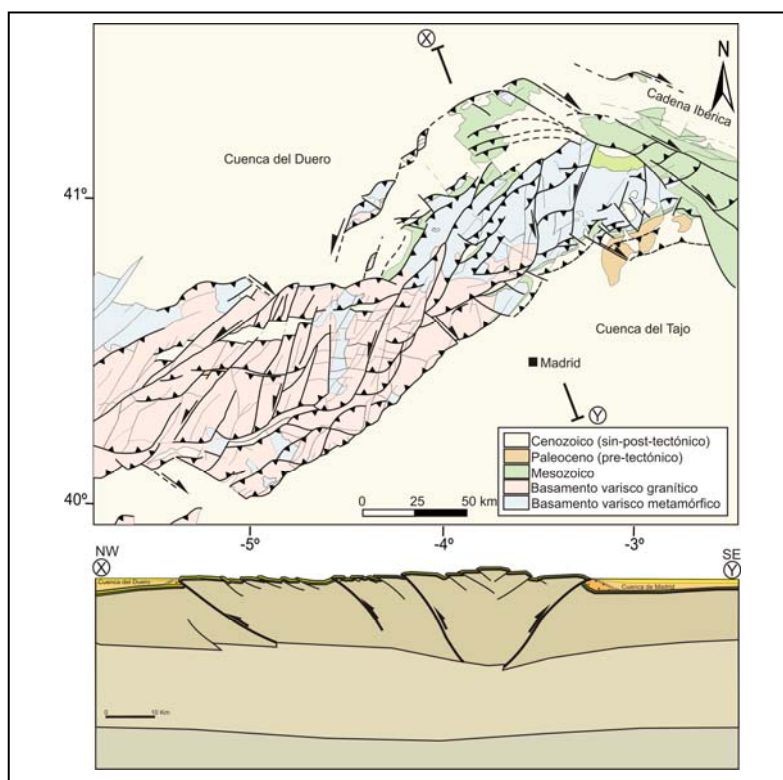 X
N
Cadena Ibérica
Cuenca del Duero
41º
Cuenca del Tajo
Madrid
Y
Cenozoico (sin-post-tectónico)
Paleoceno (pre-tectónico)
Mesozoico
Basamento varisco granítico
Basamento varisco metamórfico
40º
0 25 50 km
-5º -4º -3º
NW SE
X Y
Cuenca del Duero Cuenca de Madrid
0 10 Km